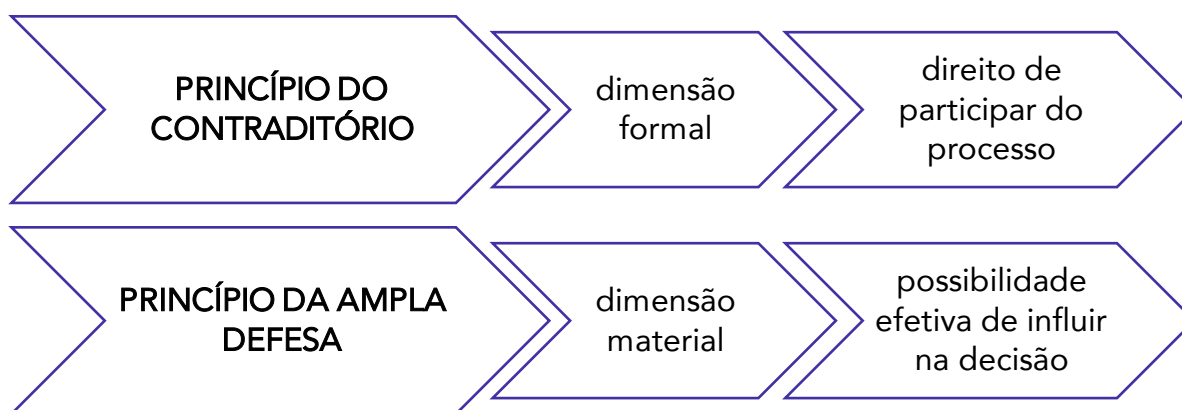 PRINCÍPIO DO
CONTRADITÓRIO
dimensão
formal
direito de
participar do
processo
PRINCÍPIO DA AMPLA
DEFESA
dimensão
material
possibilidade
efetiva de influir
na decisão